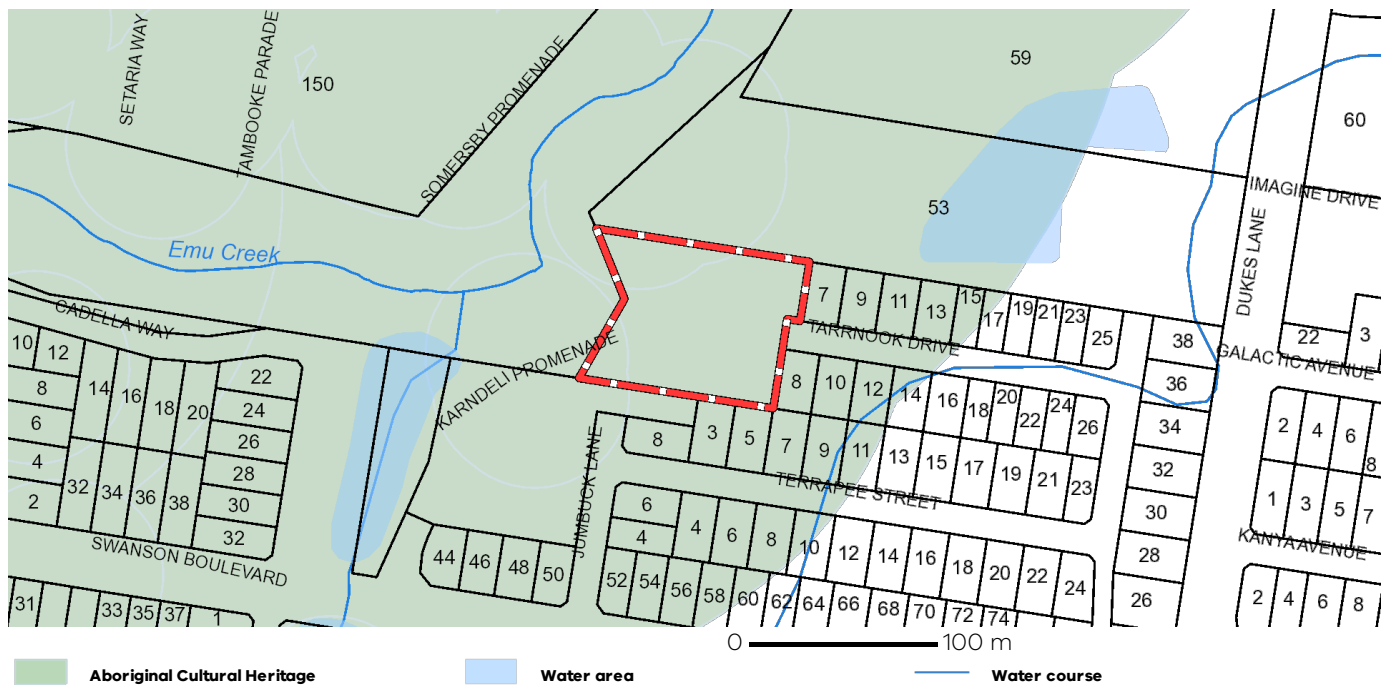 SETARIA WAY
TAMBOOKE PARADE
150
SOMERSBY PROMENADE
59
60
IMAGINE DRIVE
53
DUKES LANE
Emu Creek
CADELLA WAY
KARNDELI PROMENADE
7 9 11 13 15 17 19 21 23 25
TARRNOOK DRIVE
38
22 3
GALACTIC AVENUE
36
10 12
8
6
4
2
14 16 18 20
22
24
26
28
30
32
32 34 36 38
SWANSON BOULEVARD
31 33 35 37 1
8 10 12 14 16 18 20 22 24 26
34
32
30
28
26
8 3 5 7 9 11 13 15 17 19 21 23
JUMBUCK LANE
TERRAPEE STREET
6
4
4 6 8 10 12 14 16 18 20 22 24
44 46 48 50
52 54 56 58 60 62 64 66 68 70 72 74
2 4 6 8
1 3 5 7
KANYA AVENUE
2 4 6 8
0 100 m
Aboriginal Cultural Heritage
Water area
Water course